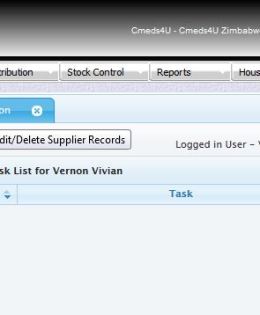 Cmeds4U - Cmeds4U Zimbabw
ribution Stock Control Reports Hous
on
dit/Delete Supplier Records
Logged in User -
sk List for Vernon Vivian
Task